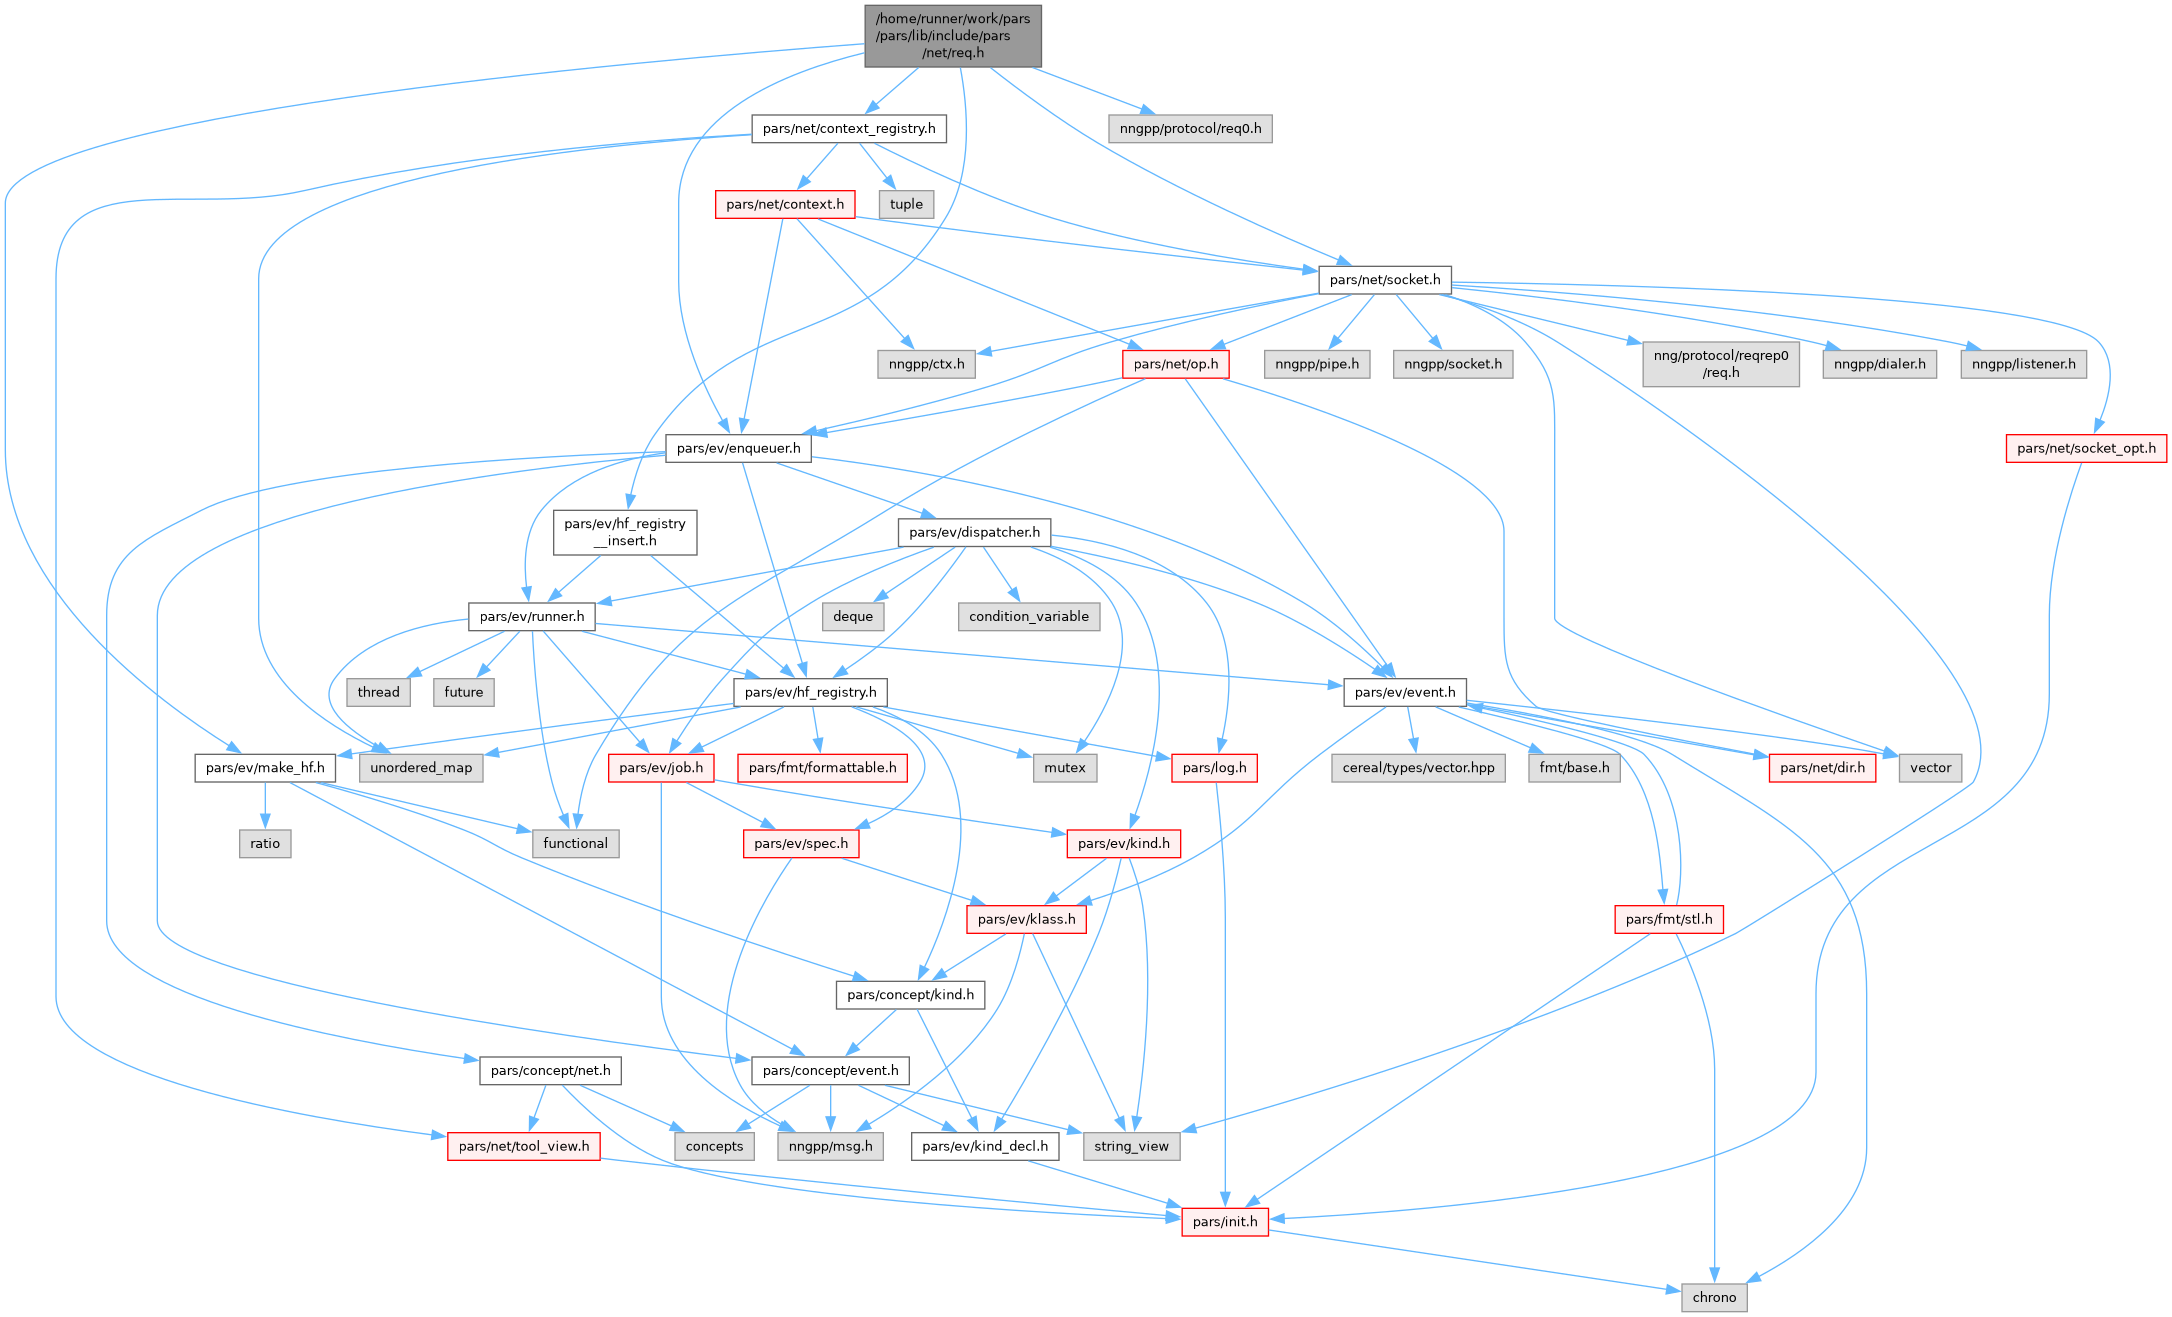 /home/runner/work/pars
/pars/lib/include/pars
/net/req.h
pars/net/context_registry.h
nngpp/protocol/req0.h
pars/net/context.h
tuple
pars/net/socket.h
nngpp/ctx.h
pars/net/op.h
nngpp/pipe.h
nngpp/socket.h
nng/protocol/reqrep0
/req.h
nngpp/dialer.h
nngpp/listener.h
pars/ev/enqueuer.h
pars/net/socket_opt.h
pars/ev/hf_registry
__insert.h
pars/ev/dispatcher.h
pars/ev/runner.h
deque
condition_variable
thread
future
pars/ev/hf_registry.h
pars/ev/event.h
pars/ev/make_hf.h
unordered_map
pars/ev/job.h
pars/fmt/formattable.h
mutex
pars/log.h
cereal/types/vector.hpp
fmt/base.h
pars/net/dir.h
vector
ratio
functional
pars/ev/spec.h
pars/ev/kind.h
pars/ev/klass.h
pars/fmt/stl.h
pars/concept/kind.h
pars/concept/net.h
pars/concept/event.h
pars/net/tool_view.h
concepts
nngpp/msg.h
pars/ev/kind_decl.h
string_view
pars/init.h
chrono